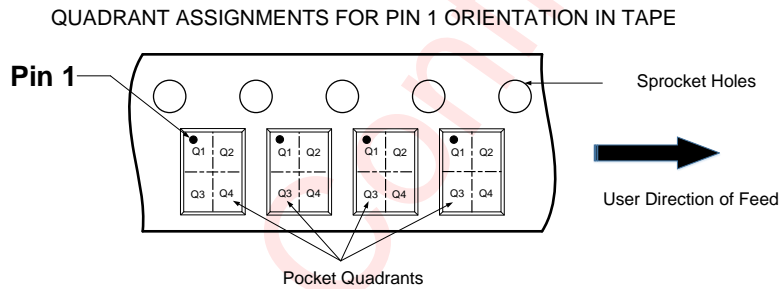 QUADRANT ASSIGNMENTS FOR PIN 1 ORIENTATION IN TAPE
Pin 1
Sprocket Holes
Q1 Q2 Q1 Q2 Q1 Q2 Q1 Q2
Q3 Q4 Q3 Q4 Q3 Q4 Q3 Q4
User Direction of Feed
Pocket Quadrants